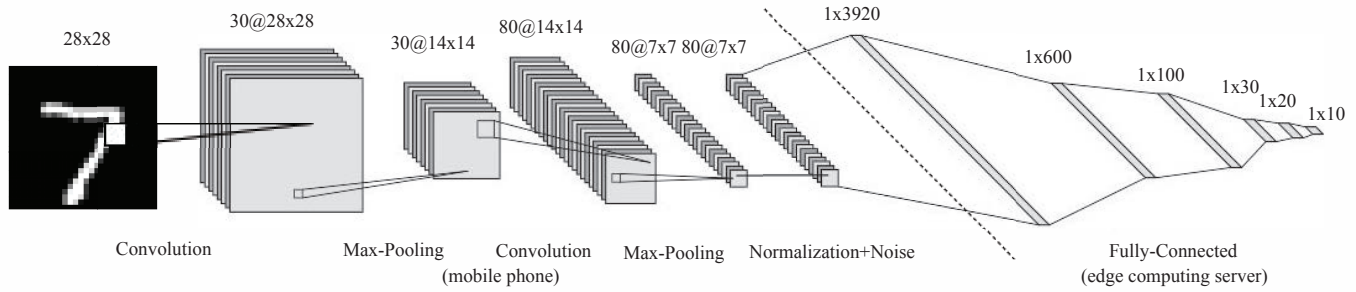 28x28
30@28x28
30@14x14
80@14x14
80@7x7 80@7x7
1x3920
1x600
1x100
1x30
1x20
1x10
Convolution
Max-Pooling
Convolution
(mobile phone)
Max-Pooling
Normalization+Noise
Fully-Connected
(edge computing server)